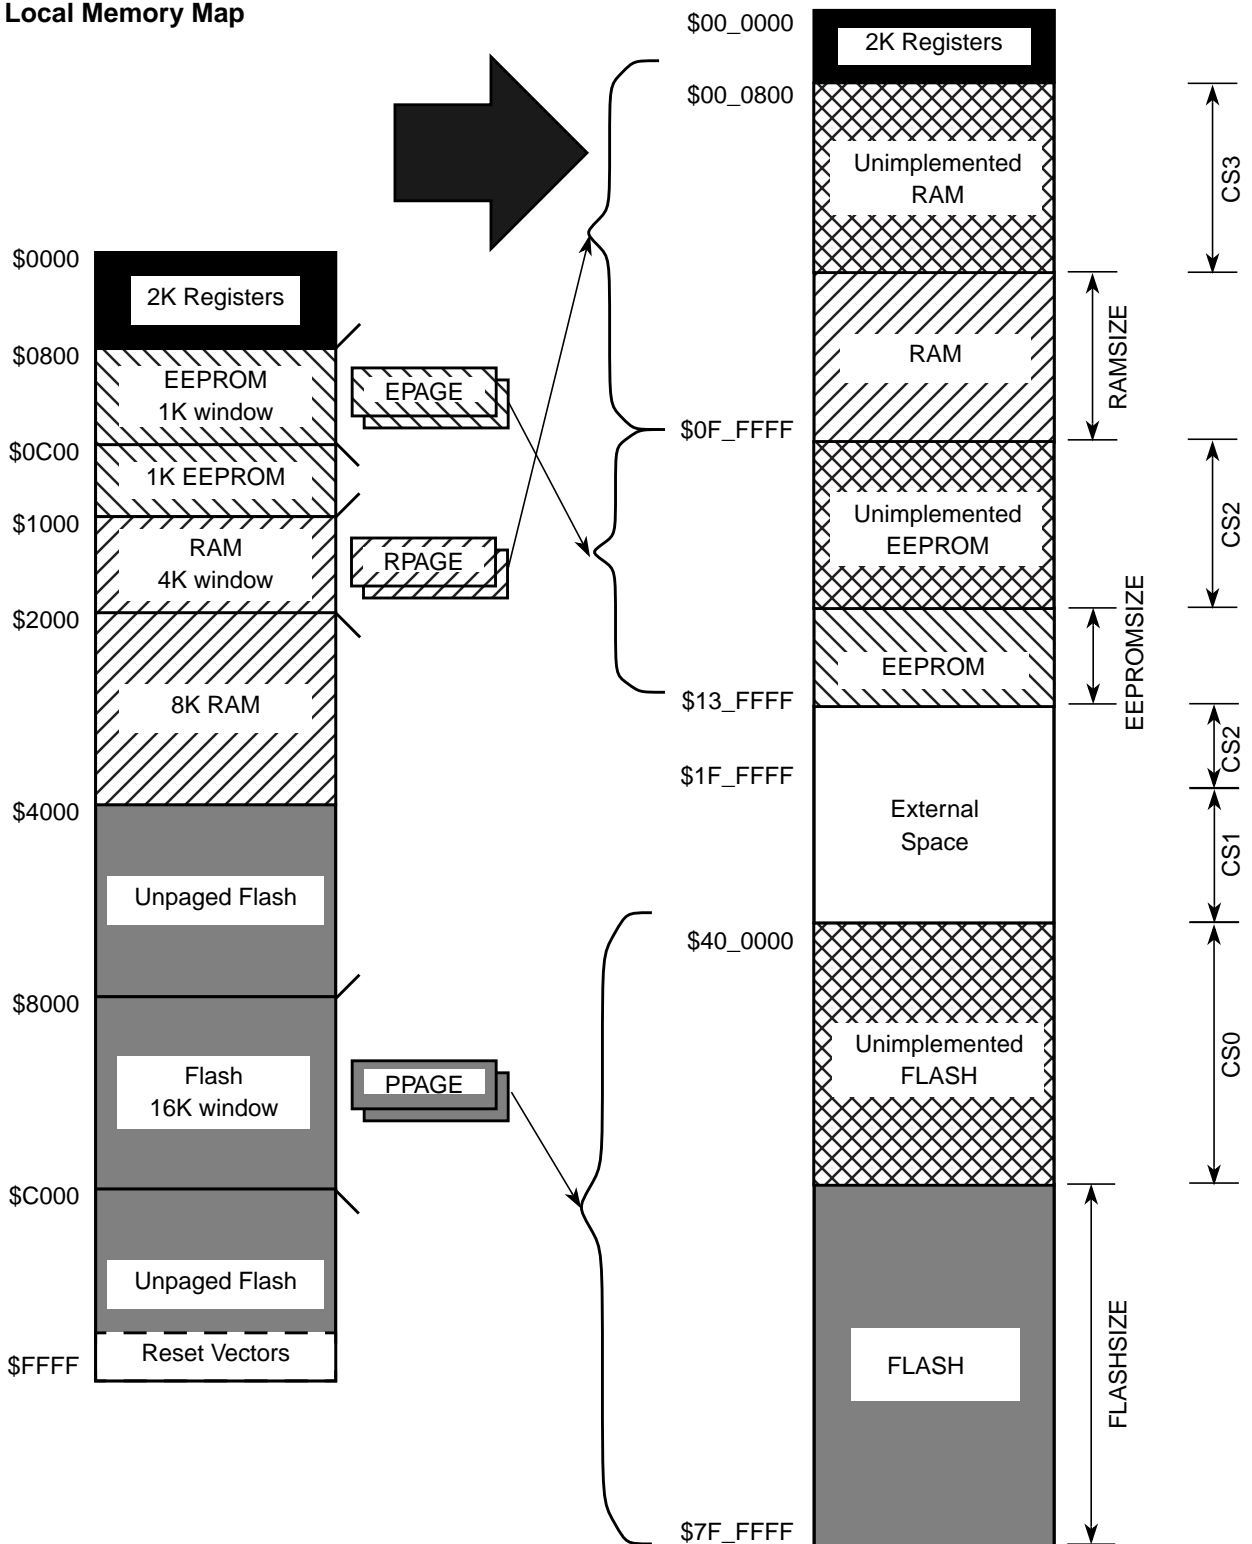 Local Memory Map
$0000
2K Registers
$0800
EEPROM
1K window
EPAGE
$0C00
1K EEPROM
$1000
RAM
4K window
RPAGE
$2000
8K RAM
$4000
Unpaged Flash
$8000
Flash
16K window
PPAGE
$C000
Unpaged Flash
Reset Vectors
$FFFF
$00_0000
2K Registers
$00_0800
Unimplemented
RAM
CS3
RAM
RAMSIZE
$0F_FFFF
Unimplemented
EEPROM
CS2
EEPROM
EEPROMSIZE
$13_FFFF
CS2
$1F_FFFF
External
Space
CS1
$40_0000
Unimplemented
FLASH
CS0
FLASH
FLASHSIZE
$7F_FFFF